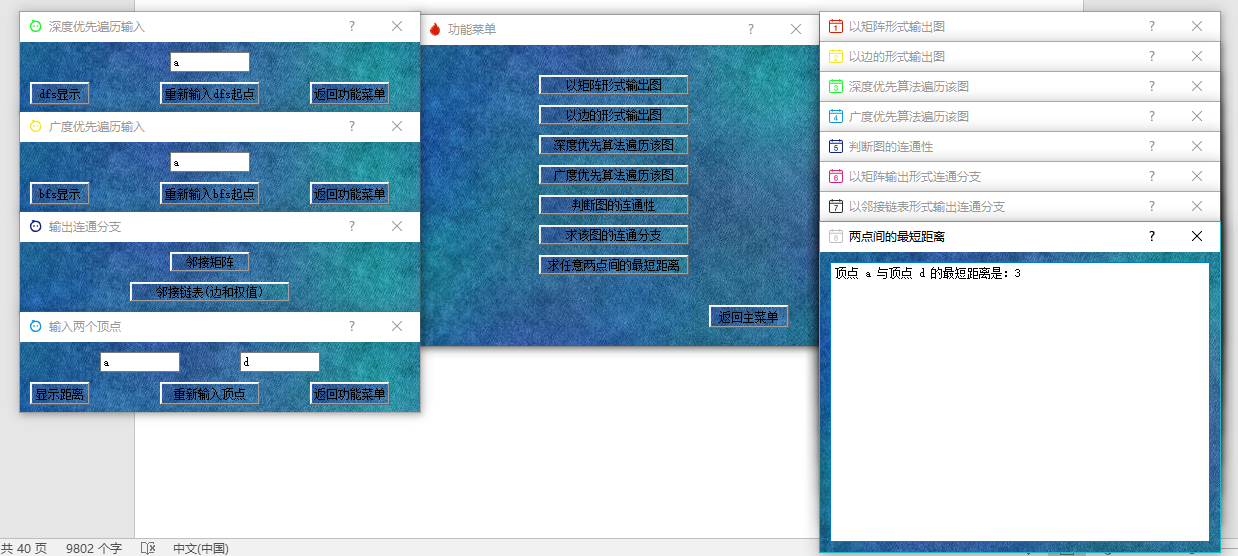 深度优先遍历输入
a
dfs显示 重新输入dfs起点 返回功能菜单
广度优先遍历输入
a
bfs显示 重新输入bfs起点 返回功能菜单
输出连通分支
邻接矩阵
邻接链表(边和权值)
输入两个顶点
a d
显示距离 重新输入顶点 返回功能菜单
功能菜单
以矩阵形式输出图
以边的形式输出图
深度优先算法遍历该图
广度优先算法遍历该图
判断图的连通性
求该图的连通分支
求任意两点间的最短距离
返回主菜单
1 以矩阵形式输出图
2 以边的形式输出图
3 深度优先算法遍历该图
4 广度优先算法遍历该图
5 判断图的连通性
6 以矩阵输出形式连通分支
7 以邻接链表形式输出连通分支
8 两点间的最短距离
顶点 a 与顶点 d 的最短距离是: 3
共 40 页 9802 个字 中文(中国)